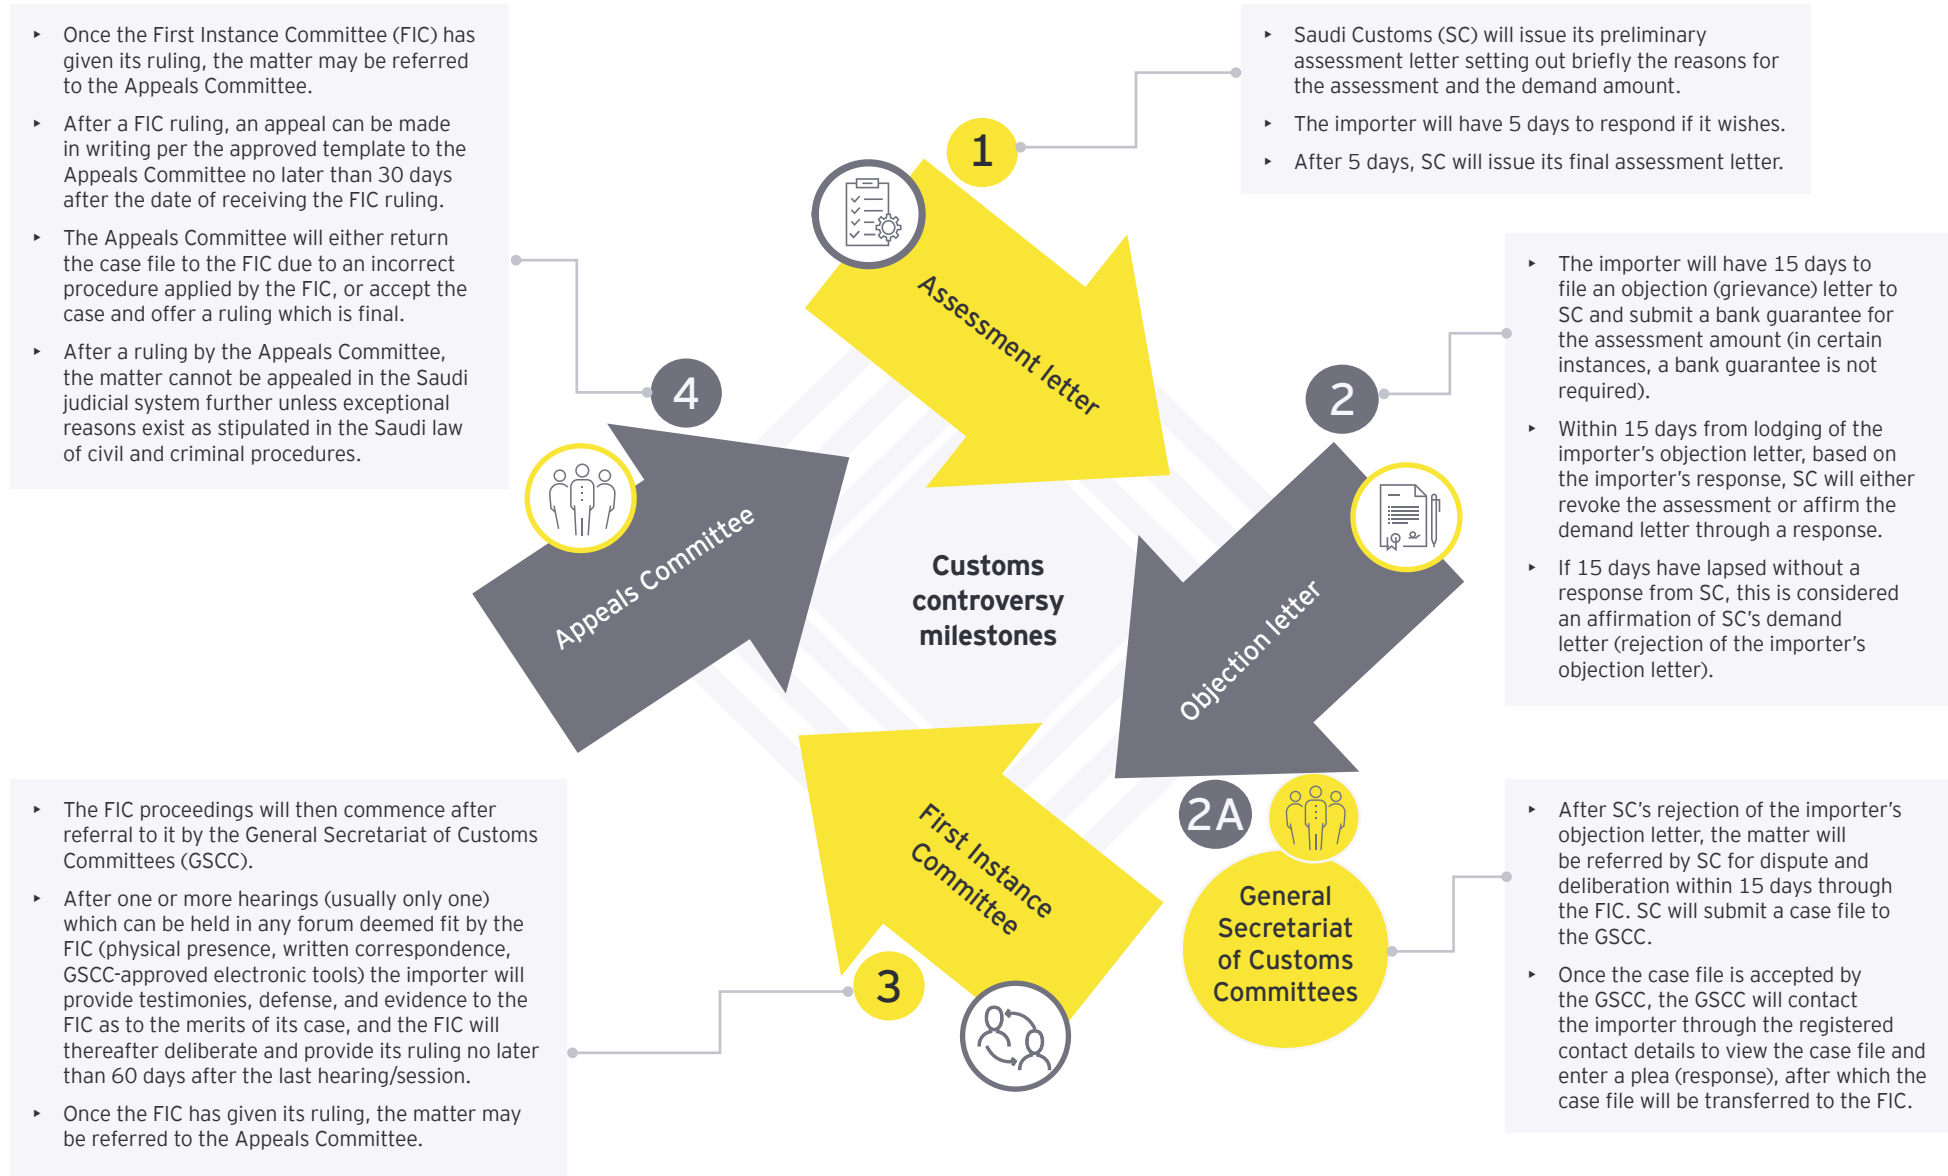 1
▸ Saudi Customs (SC) will issue its preliminary
assessment letter setting out briefly the reasons for
the assessment and the demand amount.
▸ The importer will have 5 days to respond if it wishes.
▸ After 5 days, SC will issue its final assessment letter.
Assessment letter
2
▸ The importer will have 15 days to
file an objection (grievance) letter to
SC and submit a bank guarantee for
the assessment amount (in certain
instances, a bank guarantee is not
required).
▸ Within 15 days from lodging of the
importer's objection letter, based on
the importer's response, SC will either
revoke the assessment or affirm the
demand letter through a response.
▸ If 15 days have lapsed without a
response from SC, this is considered
an affirmation of SC's demand
letter (rejection of the importer's
objection letter).
Objection letter
2A
General
Secretariat
of Customs
Committees
▸ After SC's rejection of the importer's
objection letter, the matter will
be referred by SC for dispute and
deliberation within 15 days through
the FIC. SC will submit a case file to
the GSCC.
▸ Once the case file is accepted by
the GSCC, the GSCC will contact
the importer through the registered
contact details to view the case file and
enter a plea (response), after which the
case file will be transferred to the FIC.
First Instance
Committee
3
▸ The FIC proceedings will then commence after
referral to it by the General Secretariat of Customs
Committees (GSCC).
▸ After one or more hearings (usually only one)
which can be held in any forum deemed fit by the
FIC (physical presence, written correspondence,
GSCC-approved electronic tools) the importer will
provide testimonies, defense, and evidence to the
FIC as to the merits of its case, and the FIC will
thereafter deliberate and provide its ruling no later
than 60 days after the last hearing/session.
▸ Once the FIC has given its ruling, the matter may
be referred to the Appeals Committee.
4
Appeals Committee
▸ Once the First Instance Committee (FIC) has
given its ruling, the matter may be referred
to the Appeals Committee.
▸ After a FIC ruling, an appeal can be made
in writing per the approved template to the
Appeals Committee no later than 30 days
after the date of receiving the FIC ruling.
▸ The Appeals Committee will either return
the case file to the FIC due to an incorrect
procedure applied by the FIC, or accept the
case and offer a ruling which is final.
▸ After a ruling by the Appeals Committee,
the matter cannot be appealed in the Saudi
judicial system further unless exceptional
reasons exist as stipulated in the Saudi law
of civil and criminal procedures.
Customs
controversy
milestones